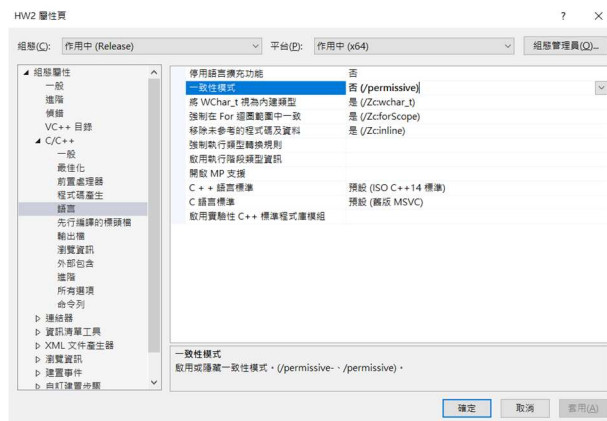 HW2 屬性頁
? ×
組態(C): 作用中 (Release) 平台(P): 作用中 (x64) 組態管理員(O)...
組態屬性
一般
進階
偵錯
VC++ 目錄
C/C++
一般
最佳化
前置處理器
程式碼產生
語言
先行編譯的標頭檔
輸出檔
瀏覽資訊
外部包含
進階
所有選項
命令列
連結器
資訊清單工具
XML 文件產生器
瀏覽資訊
建置事件
自訂建置步驟
停用語言擴充功能 否
一致性模式 否 (/permissive)
將 WChar_t 視為內建類型 是 (/Zc:wchar_t)
強制在 For 迴圈範圍中一致 是 (/Zc:forScope)
移除未參考的程式碼及資料 是 (/Zc:inline)
強制執行類型轉換規則
啟用執行階段類型資訊
開啟 MP 支援
C + + 語言標準 預設 (ISO C++14 標準)
C 語言標準 預設 (舊版 MSVC)
啟用實驗性 C++ 標準程式庫模組
一致性模式
啟用或隱藏一致性模式。(/permissive-、/permissive)。
確定 取消 套用(A)